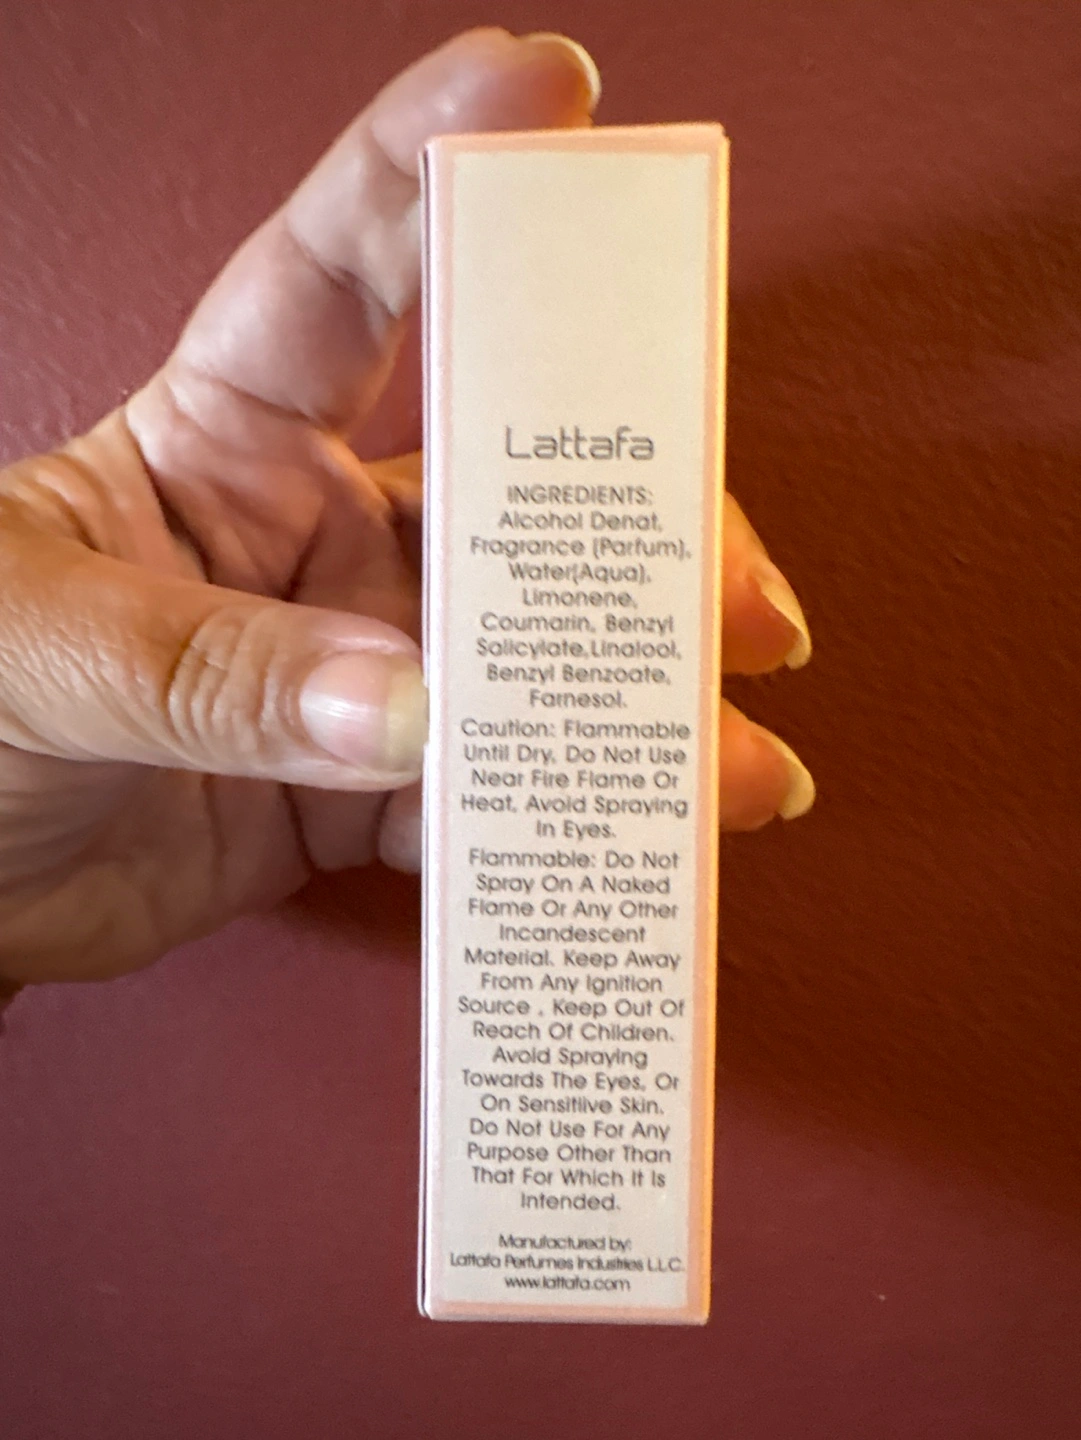 Lattafa
INGREDIENTS:
Alcohol Denat,
Fragrance (Parfum),
Water(Aqua),
Limonene,
Coumarin, Benzyl
Salicylate,Linalool,
Benzyl Benzoate,
Farnesol.
Caution: Flammable
Until Dry, Do Not Use
Near Fire Flame Or
Heat, Avoid Spraying
In Eyes.
Flammable: Do Not
Spray On A Naked
Flame Or Any Other
Incandescent
Material. Keep Away
From Any Ignition
Source , Keep Out Of
Reach Of Children.
Avoid Spraying
Towards The Eyes, Or
On Sensitiive Skin.
Do Not Use For Any
Purpose Other Than
That For Which It Is
Intended.
Manufactured by:
Lattafa Perfumes Industries L.L.C.
www.lattafa.com